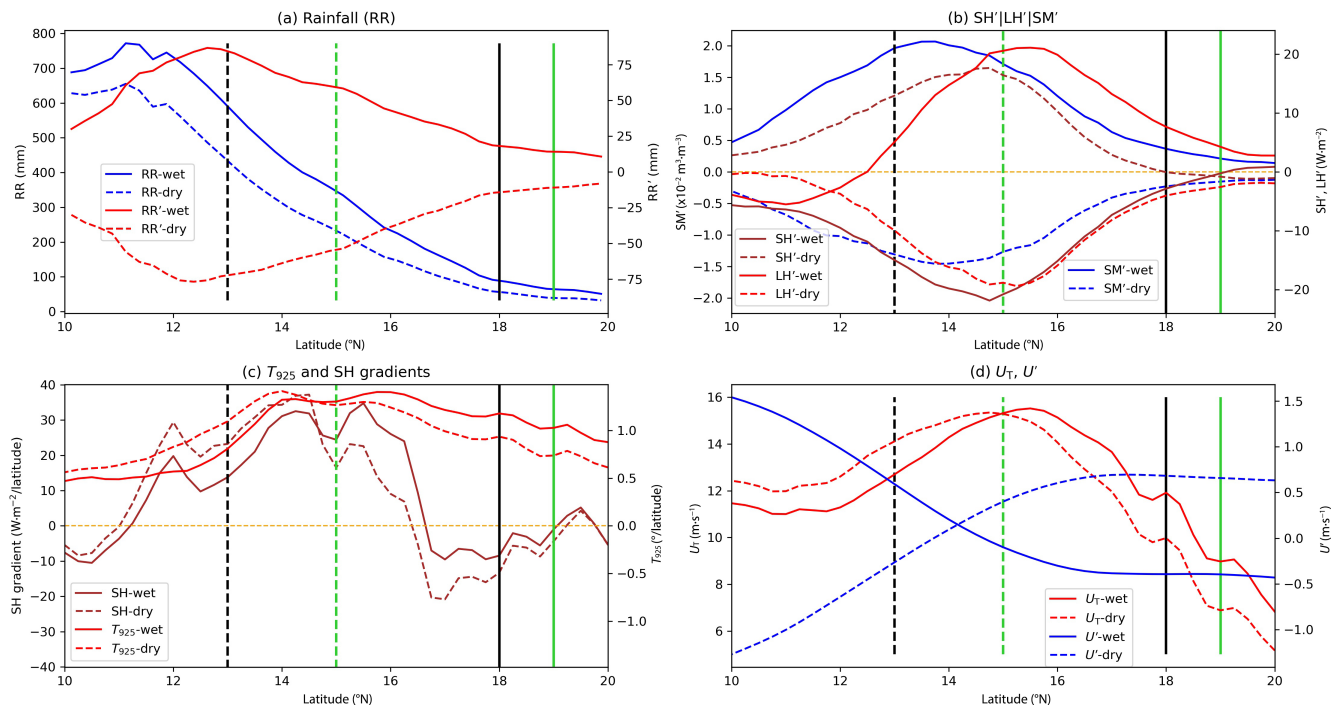 (a) Rainfall (RR)
800
700
600
500
400
300
200
100
0
RR (mm)
75
50
25
0
−25
−50
−75
RR’ (mm)
RR-wet
RR-dry
RR’-wet
RR’-dry
10 12 14 16 18 20
Latitude (°N)
(b) SH′|LH′|SM′
2.0
1.5
1.0
0.5
0.0
−0.5
−1.0
−1.5
−2.0
SM′ (x10⁻² m³·m⁻³)
20
10
0
−10
−20
SH′, LH′ (W·m⁻²)
SH’-wet
SH’-dry
LH’-wet
LH’-dry
SM’-wet
SM’-dry
10 12 14 16 18 20
Latitude (°N)
(c) T₉₂₅ and SH gradients
40
30
20
10
0
−10
−20
−30
−40
SH gradient (W·m⁻²/latitude)
1.0
0.5
0.0
−0.5
−1.0
T₉₂₅ (°/latitude)
SH-wet
SH-dry
T₉₂₅-wet
T₉₂₅-dry
10 12 14 16 18 20
Latitude (°N)
(d) U_T, U′
16
14
12
10
8
6
U_T (m·s⁻¹)
1.5
1.0
0.5
0.0
−0.5
−1.0
U′ (m·s⁻¹)
U_T-wet
U_T-dry
U′-wet
U′-dry
10 12 14 16 18 20
Latitude (°N)